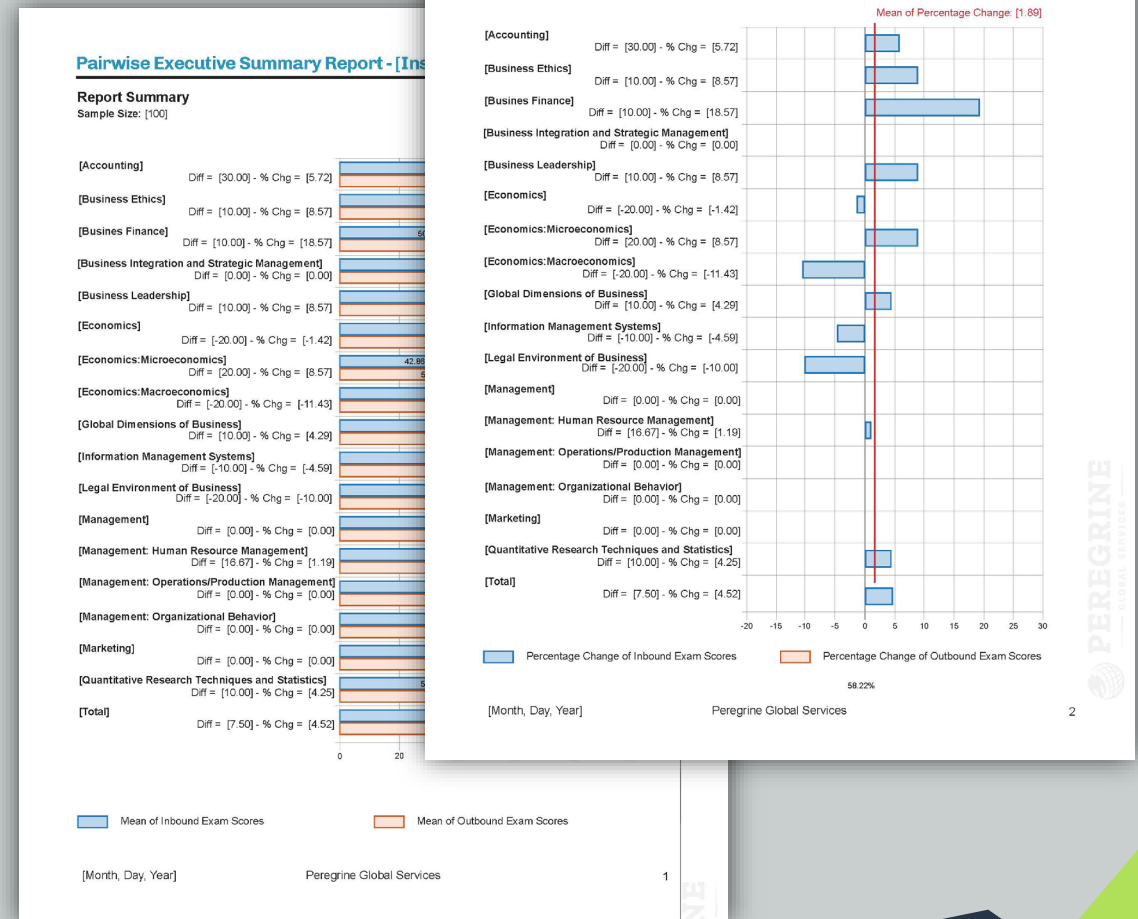 Pairwise Executive Summary Report - [Ins
Report Summary
Sample Size: [100]
[Accounting]
Diff = [30.00] - % Chg = [5.72]
[Business Ethics]
Diff = [10.00] - % Chg = [8.57]
[Busines Finance]
Diff = [10.00] - % Chg = [18.57]
[Business Integration and Strategic Management]
Diff = [0.00] - % Chg = [0.00]
[Business Leadership]
Diff = [10.00] - % Chg = [8.57]
[Economics]
Diff = [-20.00] - % Chg = [-1.42]
[Economics:Microeconomics]
Diff = [20.00] - % Chg = [8.57]
[Economics:Macroeconomics]
Diff = [-20.00] - % Chg = [-11.43]
[Global Dimensions of Business]
Diff = [10.00] - % Chg = [4.29]
[Information Management Systems]
Diff = [-10.00] - % Chg = [-4.59]
[Legal Environment of Business]
Diff = [-20.00] - % Chg = [-10.00]
[Management]
Diff = [0.00] - % Chg = [0.00]
[Management: Human Resource Management]
Diff = [16.67] - % Chg = [1.19]
[Management: Operations/Production Management]
Diff = [0.00] - % Chg = [0.00]
[Management: Organizational Behavior]
Diff = [0.00] - % Chg = [0.00]
[Marketing]
Diff = [0.00] - % Chg = [0.00]
[Quantitative Research Techniques and Statistics]
Diff = [10.00] - % Chg = [4.25]
[Total]
Diff = [7.50] - % Chg = [4.52]
0 20
Mean of Inbound Exam Scores Mean of Outbound Exam Scores
[Month, Day, Year] Peregrine Global Services 1
Mean of Percentage Change: [1.89]
[Accounting]
Diff = [30.00] - % Chg = [5.72]
[Business Ethics]
Diff = [10.00] - % Chg = [8.57]
[Busines Finance]
Diff = [10.00] - % Chg = [18.57]
[Business Integration and Strategic Management]
Diff = [0.00] - % Chg = [0.00]
[Business Leadership]
Diff = [10.00] - % Chg = [8.57]
[Economics]
Diff = [-20.00] - % Chg = [-1.42]
[Economics:Microeconomics]
Diff = [20.00] - % Chg = [8.57]
[Economics:Macroeconomics]
Diff = [-20.00] - % Chg = [-11.43]
[Global Dimensions of Business]
Diff = [10.00] - % Chg = [4.29]
[Information Management Systems]
Diff = [-10.00] - % Chg = [-4.59]
[Legal Environment of Business]
Diff = [-20.00] - % Chg = [-10.00]
[Management]
Diff = [0.00] - % Chg = [0.00]
[Management: Human Resource Management]
Diff = [16.67] - % Chg = [1.19]
[Management: Operations/Production Management]
Diff = [0.00] - % Chg = [0.00]
[Management: Organizational Behavior]
Diff = [0.00] - % Chg = [0.00]
[Marketing]
Diff = [0.00] - % Chg = [0.00]
[Quantitative Research Techniques and Statistics]
Diff = [10.00] - % Chg = [4.25]
[Total]
Diff = [7.50] - % Chg = [4.52]
-20 -15 -10 -5 0 5 10 15 20 25 30
Percentage Change of Inbound Exam Scores Percentage Change of Outbound Exam Scores
58.22%
[Month, Day, Year] Peregrine Global Services 2
PEREGRINE
GLOBAL SERVICES